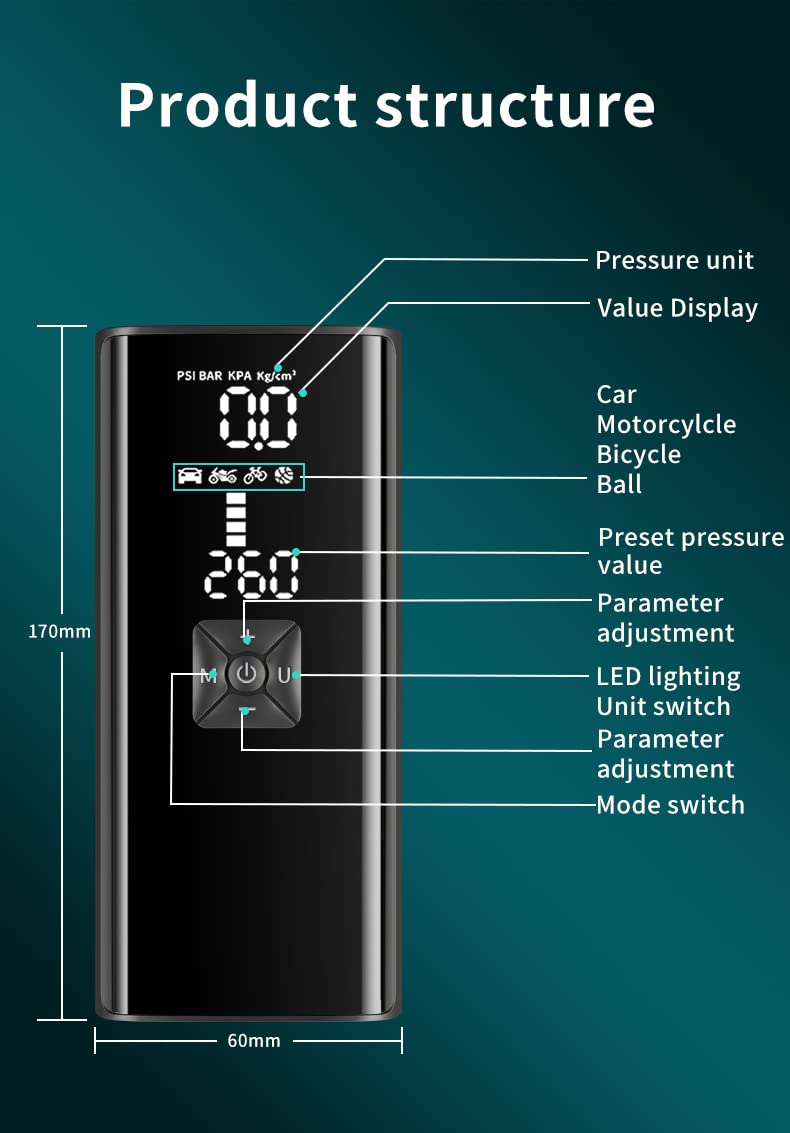 Product structure
Pressure unit
Value Display
PSI BAR KPA Kg/cm²
0.0
Car
Motorcylcle
Bicycle
Ball
260
Preset pressure
value
+
Parameter
adjustment
170mm
M
U
LED lighting
Unit switch
−
Parameter
adjustment
Mode switch
60mm